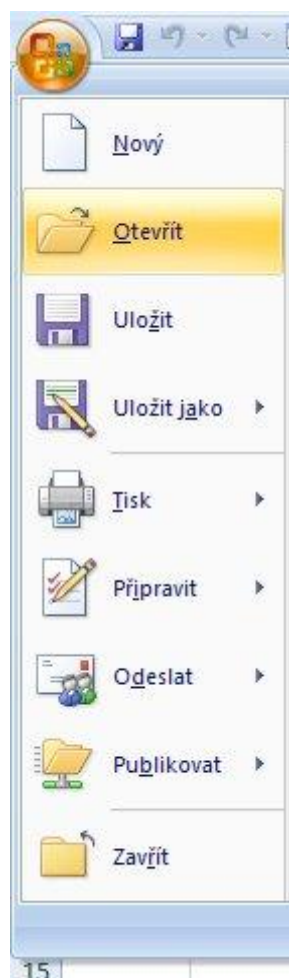 Nový
Otevřít
Uložit
Uložit jako
Tisk
Připravit
Odeslat
Publikovat
Zavřít
15